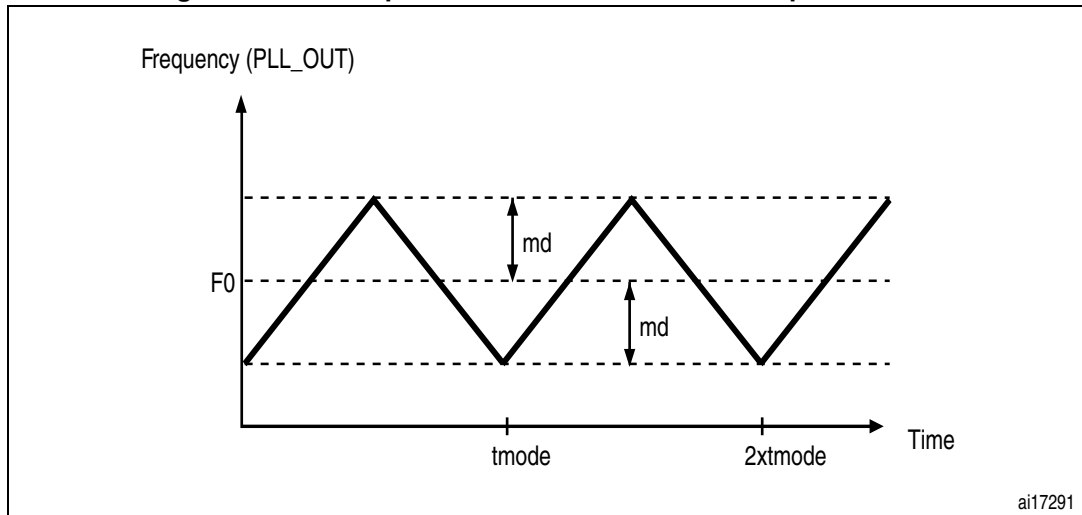 Frequency (PLL_OUT)
md
F0
md
tmode
2xtmode
Time
ai17291